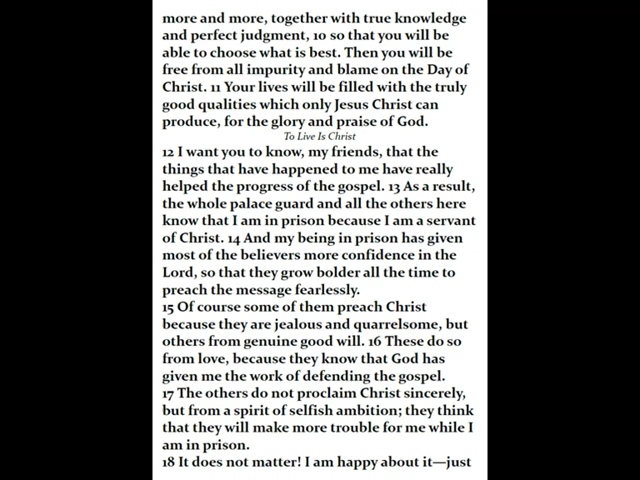 more and more, together with true knowledge
and perfect judgment, 10 so that you will be
able to choose what is best. Then you will be
free from all impurity and blame on the Day of
Christ. 11 Your lives will be filled with the truly
good qualities which only Jesus Christ can
produce, for the glory and praise of God.
To Live Is Christ
12 I want you to know, my friends, that the
things that have happened to me have really
helped the progress of the gospel. 13 As a result,
the whole palace guard and all the others here
know that I am in prison because I am a servant
of Christ. 14 And my being in prison has given
most of the believers more confidence in the
Lord, so that they grow bolder all the time to
preach the message fearlessly.
15 Of course some of them preach Christ
because they are jealous and quarrelsome, but
others from genuine good will. 16 These do so
from love, because they know that God has
given me the work of defending the gospel.
17 The others do not proclaim Christ sincerely,
but from a spirit of selfish ambition; they think
that they will make more trouble for me while I
am in prison.
18 It does not matter! I am happy about it—just